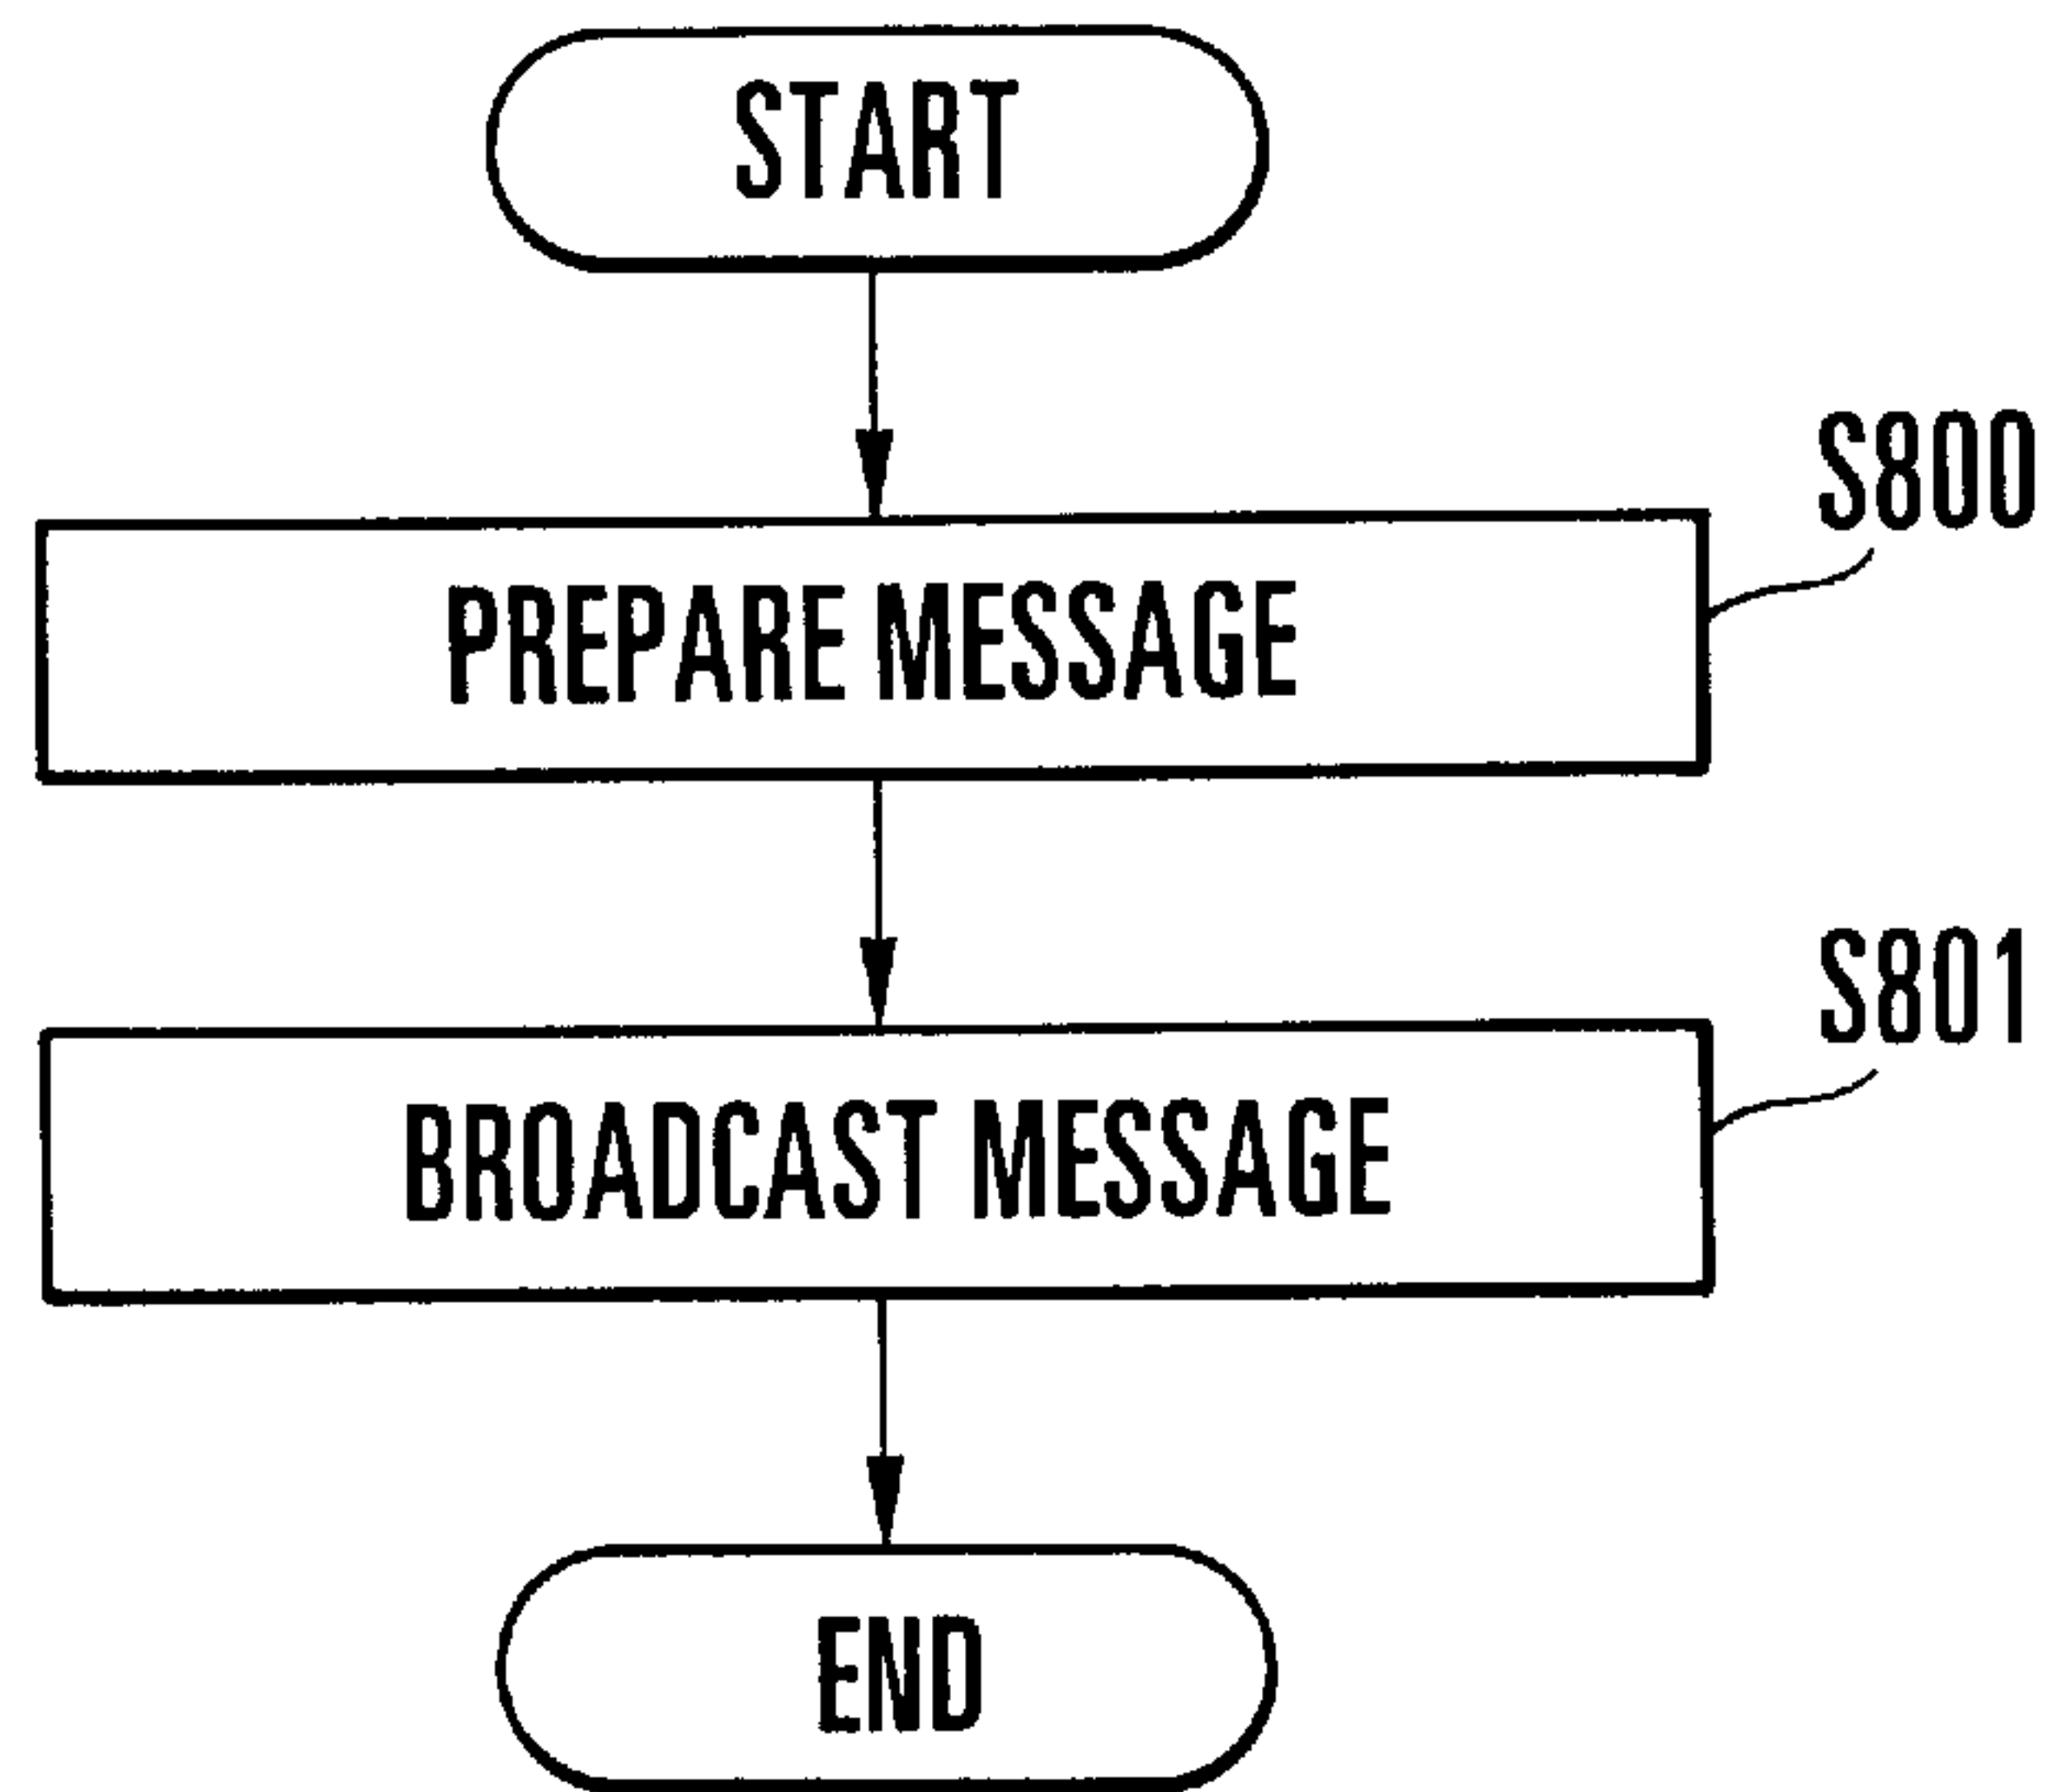 START
S800
PREPARE MESSAGE
S801
BROADCAST MESSAGE
END